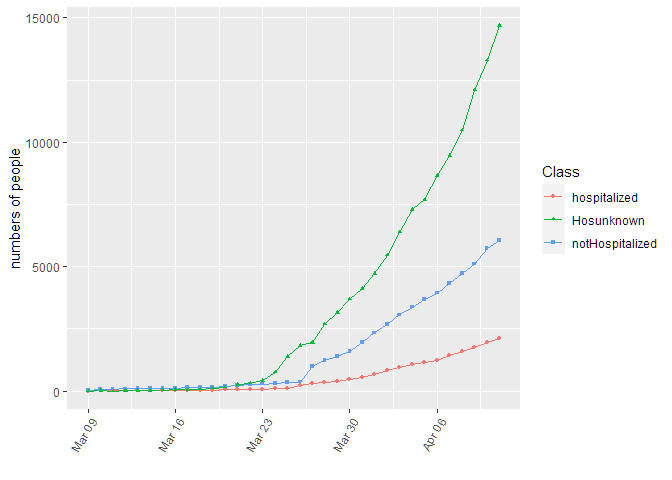 15000
10000
5000
0
numbers of people
Mar 09
Mar 16
Mar 23
Mar 30
Apr 06
Class
hospitalized
Hosunknown
notHospitalized